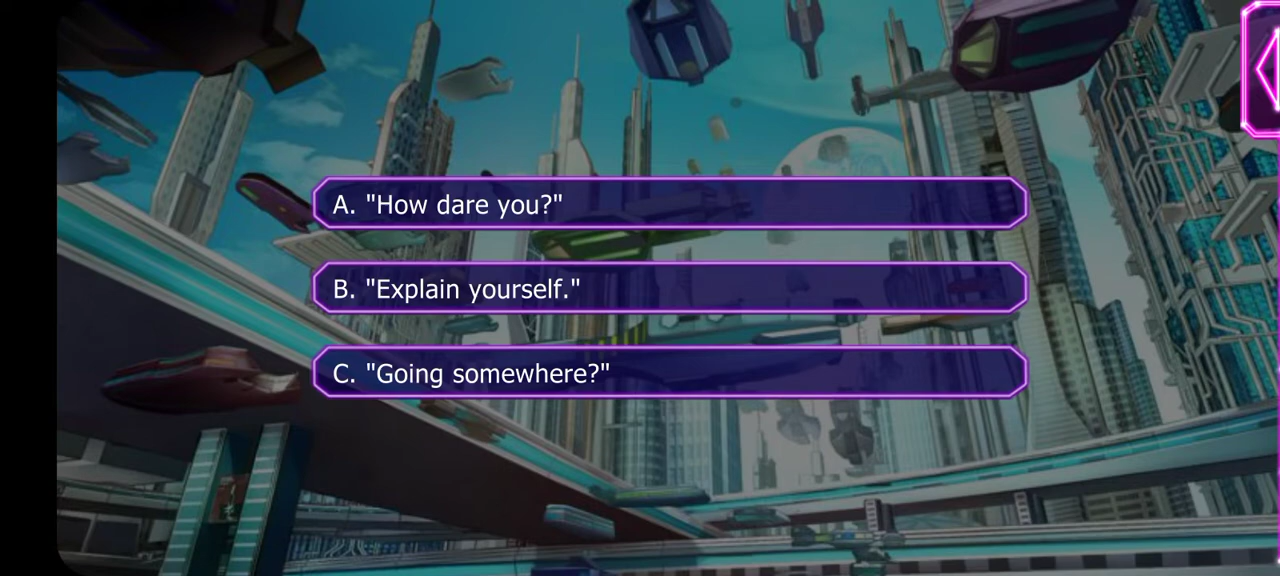 A. "How dare you?"
B. "Explain yourself."
C. "Going somewhere?"